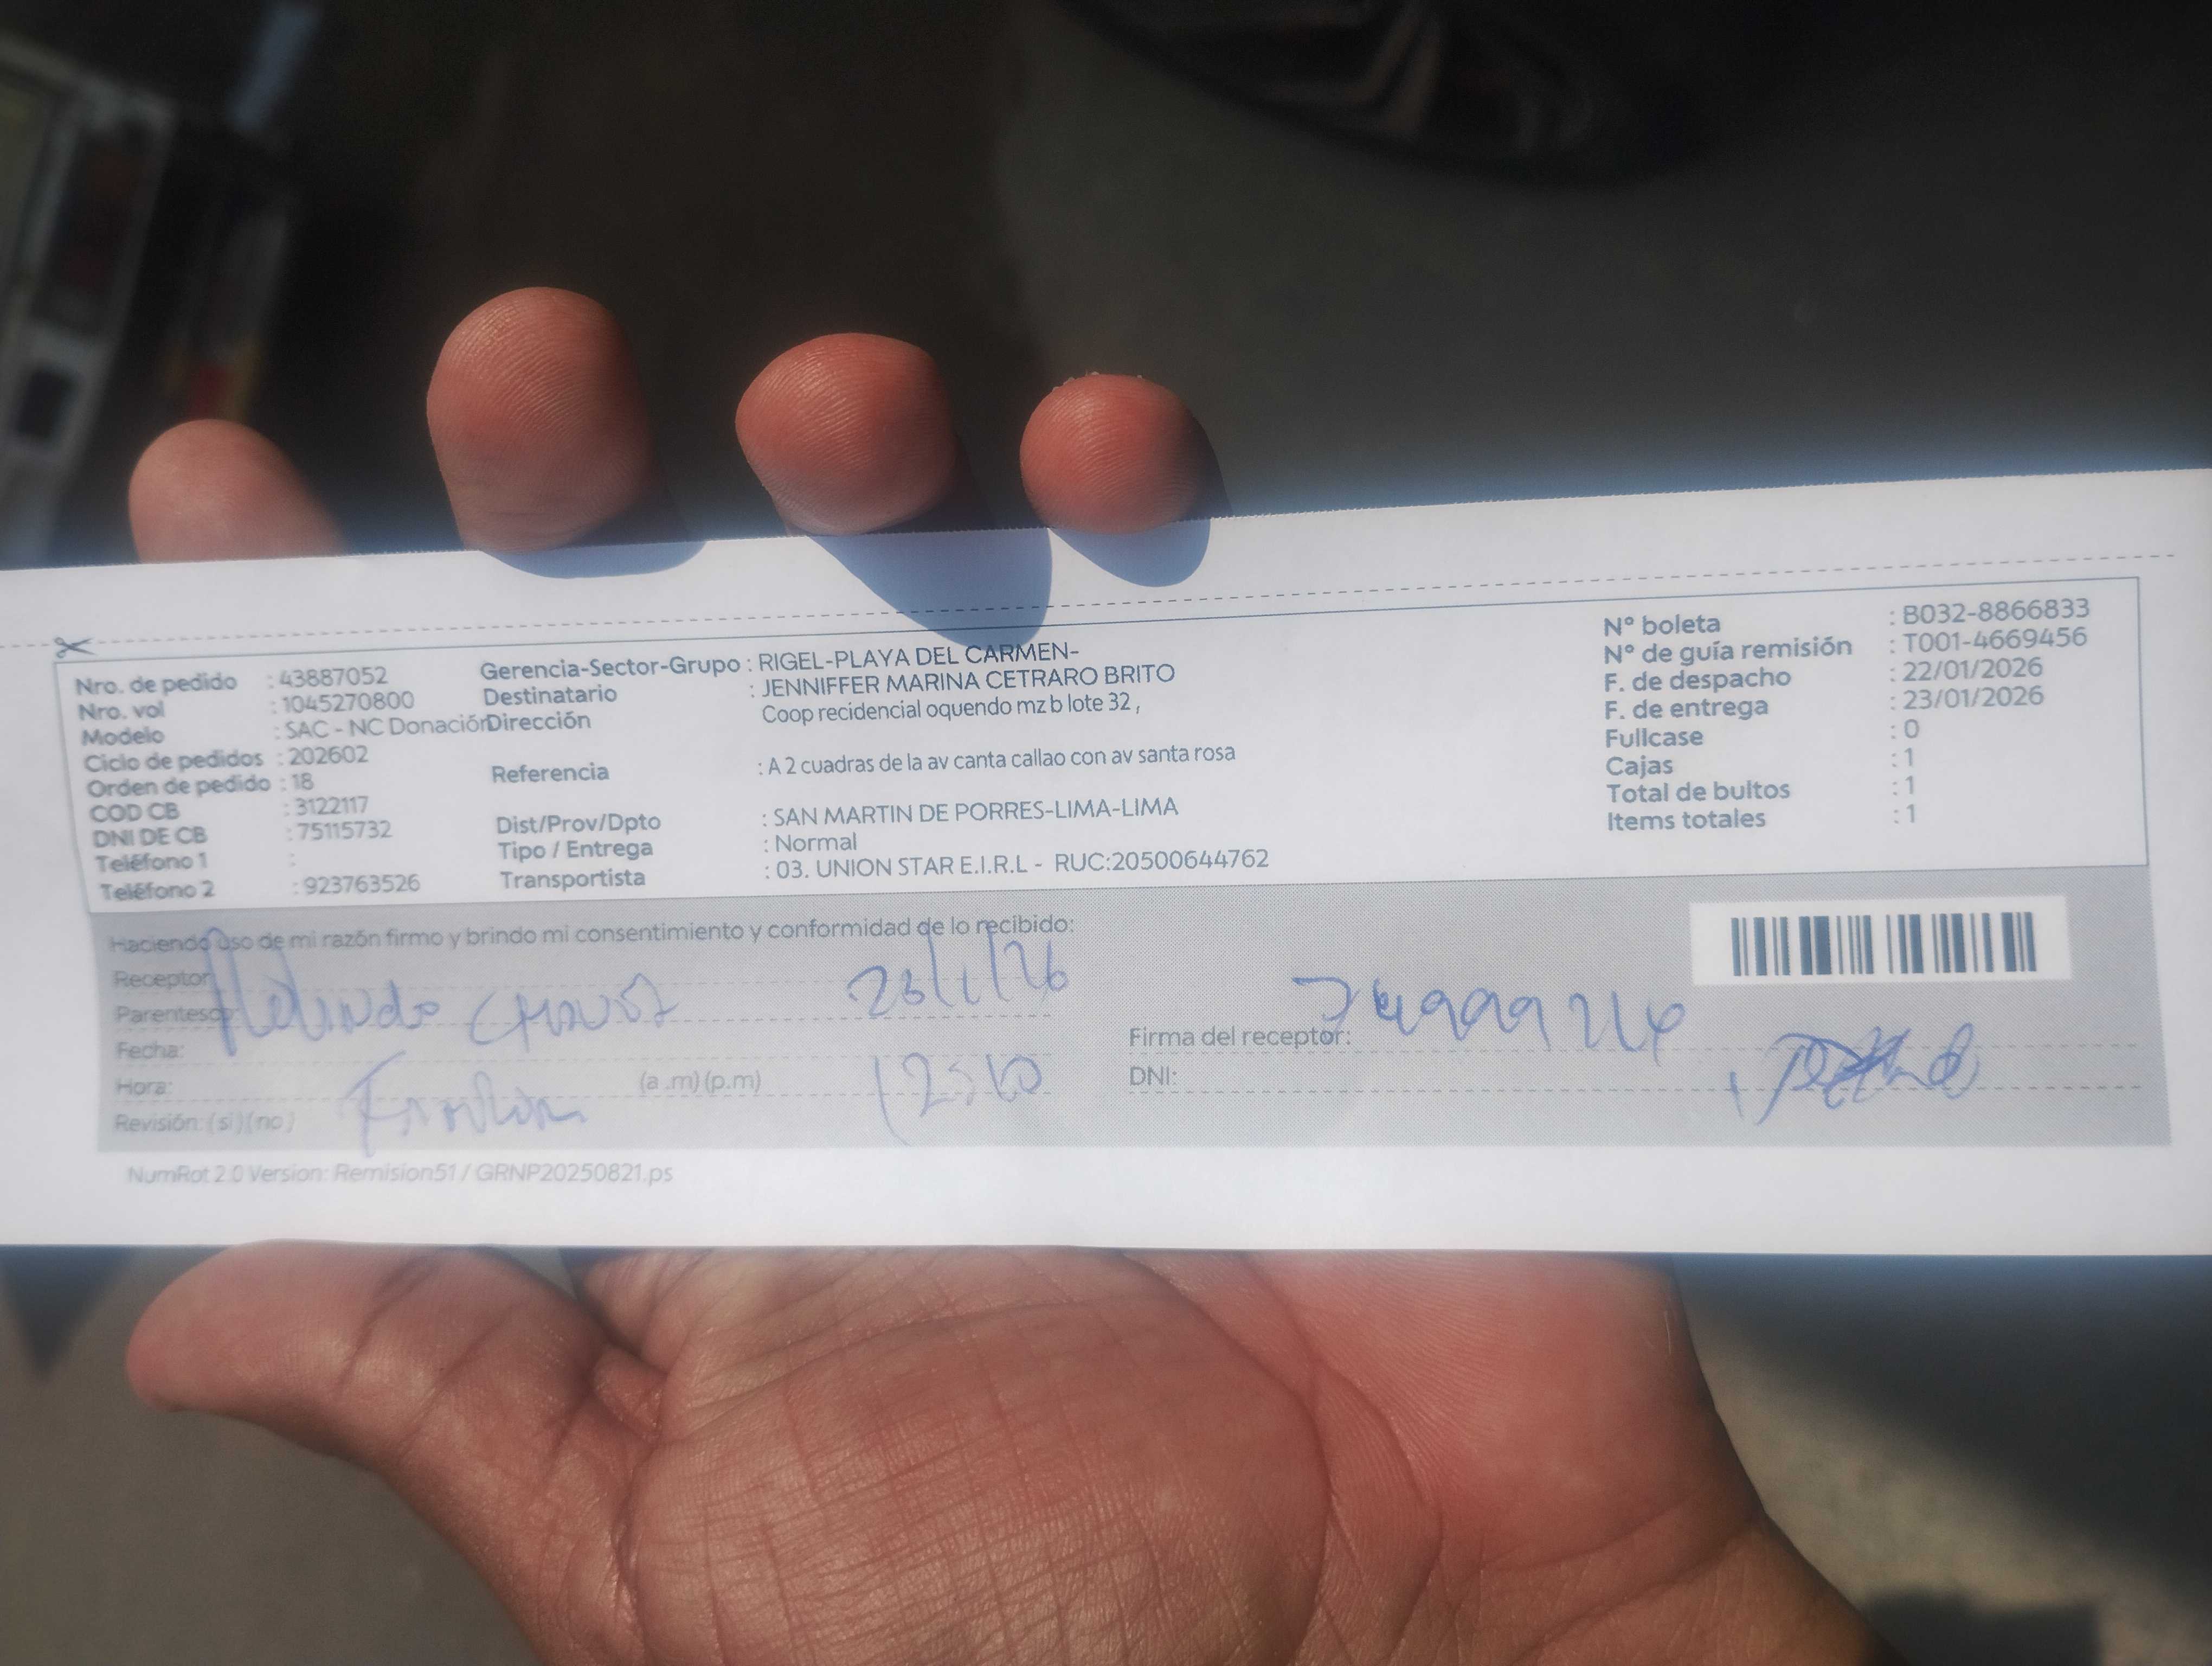 Nro. de pedido : 43887052
Nro. vol : 1045270800
Modelo : SAC - NC Donación
Ciclo de pedidos : 202602
Orden de pedido : 18
COD CB : 3122117
DNI DE CB : 75115732
Teléfono 1 :
Teléfono 2 : 923763526
Gerencia-Sector-Grupo : RIGEL-PLAYA DEL CARMEN-
Destinatario : JENNIFFER MARINA CETRARO BRITO
Dirección Coop recidencial oquendo mz b lote 32 ,
Referencia : A 2 cuadras de la av canta callao con av santa rosa
Dist/Prov/Dpto : SAN MARTIN DE PORRES-LIMA-LIMA
Tipo / Entrega : Normal
Transportista : 03. UNION STAR E.I.R.L - RUC:20500644762
N° boleta : B032-8866833
N° de guía remisión : T001-4669456
F. de despacho : 22/01/2026
F. de entrega : 23/01/2026
Fullcase : 0
Cajas : 1
Total de bultos : 1
Items totales : 1
Haciendo uso de mi razón firmo y brindo mi consentimiento y conformidad de lo recibido:
Receptor
Parentesco
Fecha:
Hora: (a .m) (p.m)
Revisión: (si) (no)
23/1/26
Firma del receptor:
DNI:
NumRot 2.0 Version: Remision51 / GRNP20250821.ps